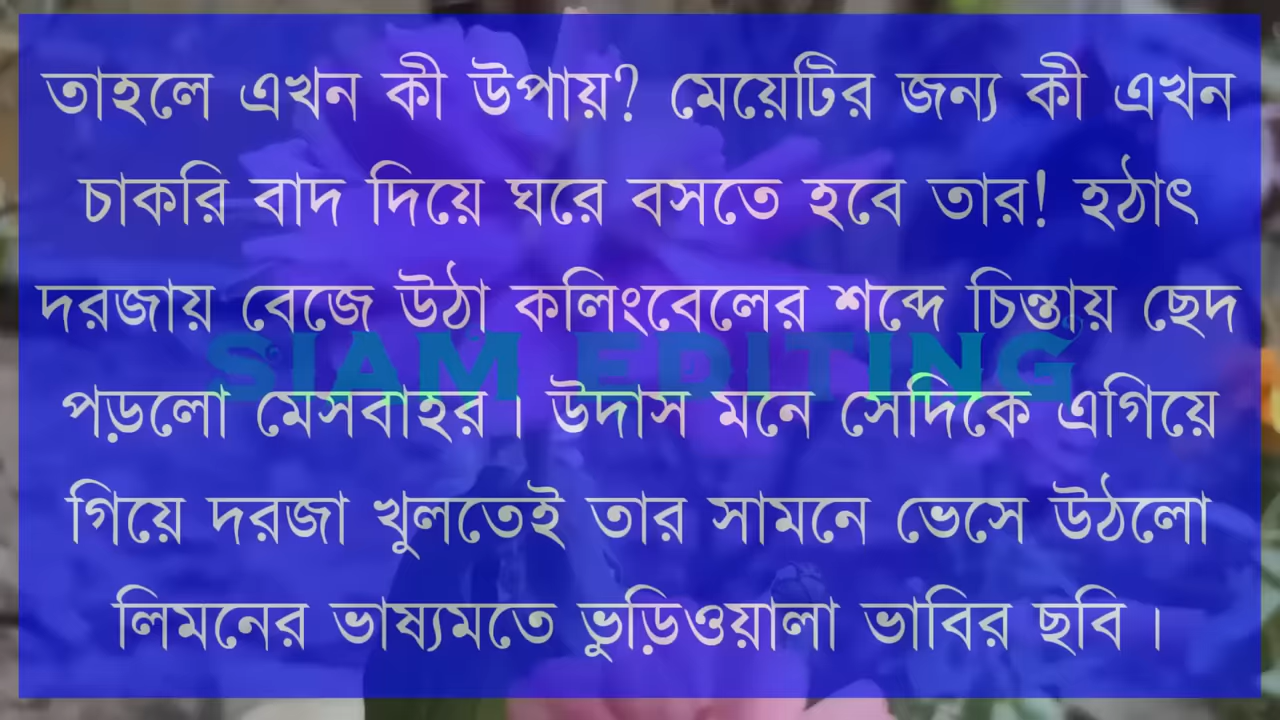 তাহলে এখন কী উপায়? মেয়েটির জন্য কী এখন
চাকরি বাদ দিয়ে ঘরে বসতে হবে তার! হঠাৎ
দরজায় বেজে উঠা কলিংবেলের শব্দে চিন্তায় ছেদ
SIAM EDITING
পড়লো মেসবাহর। উদাস মনে সেদিকে এগিয়ে
গিয়ে দরজা খুলতেই তার সামনে ভেসে উঠলো
লিমনের ভাষ্যমতে ভুড়িওয়ালা ভাবির ছবি।